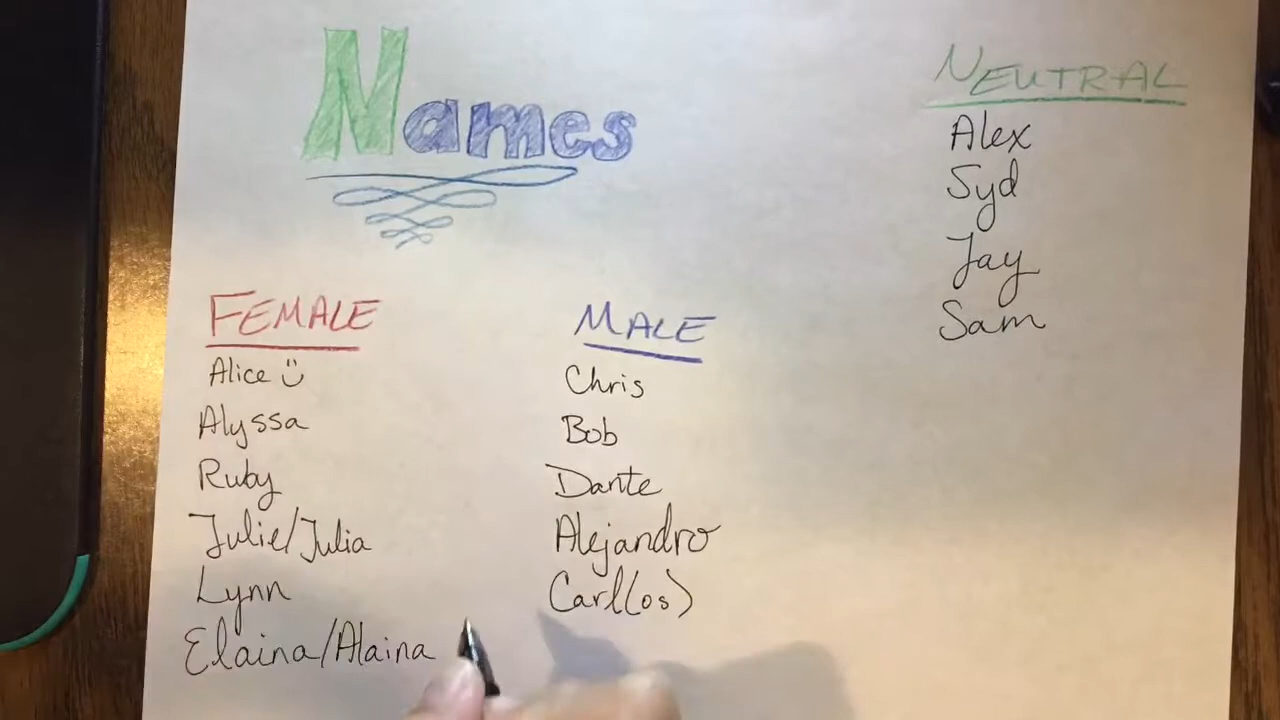 Names
NEUTRAL
Alex
Syd
Jay
Sam
FEMALE
Alice
Alyssa
Ruby
Julie/Julia
Lynn
Elaina/Alaina
MALE
Chris
Bob
Dante
Alejandro
Carl(os)